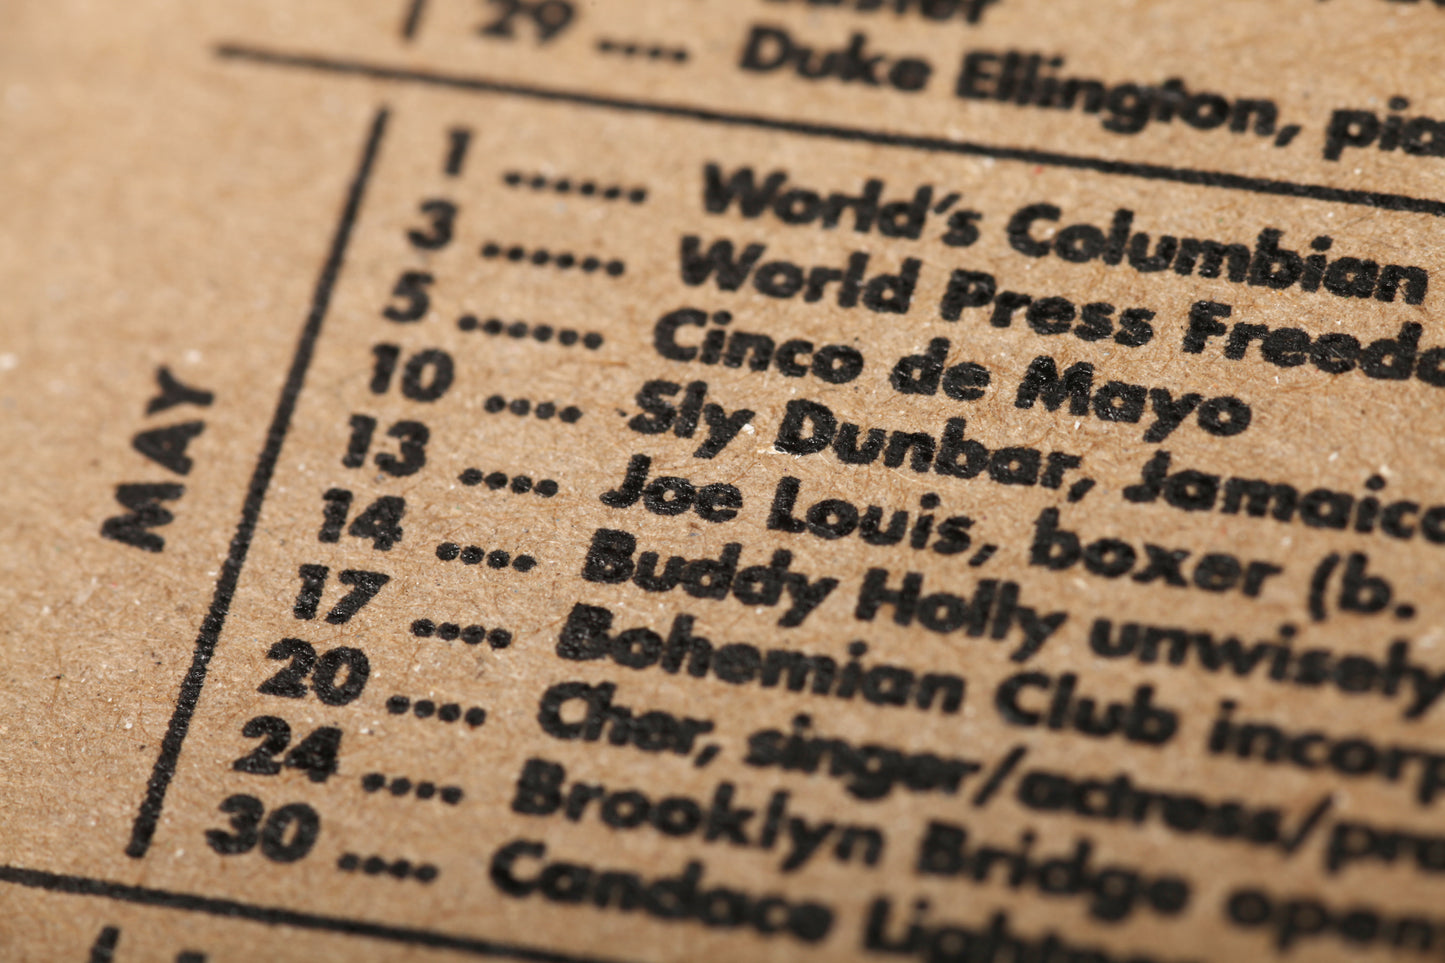 29 ..... Duke Ellington, pia
MAY
1 ....... World's Columbian
3 ....... World Press Freedo
5 ....... Cinco de Mayo
10 ..... Sly Dunbar, Jamaica
13 ..... Joe Louis, boxer (b.
14 ..... Buddy Holly unwisely
17 ..... Bohemian Club incorp
20 ..... Cher, singer/actress/pro
24 ..... Brooklyn Bridge open
30 ..... Candace Lightne